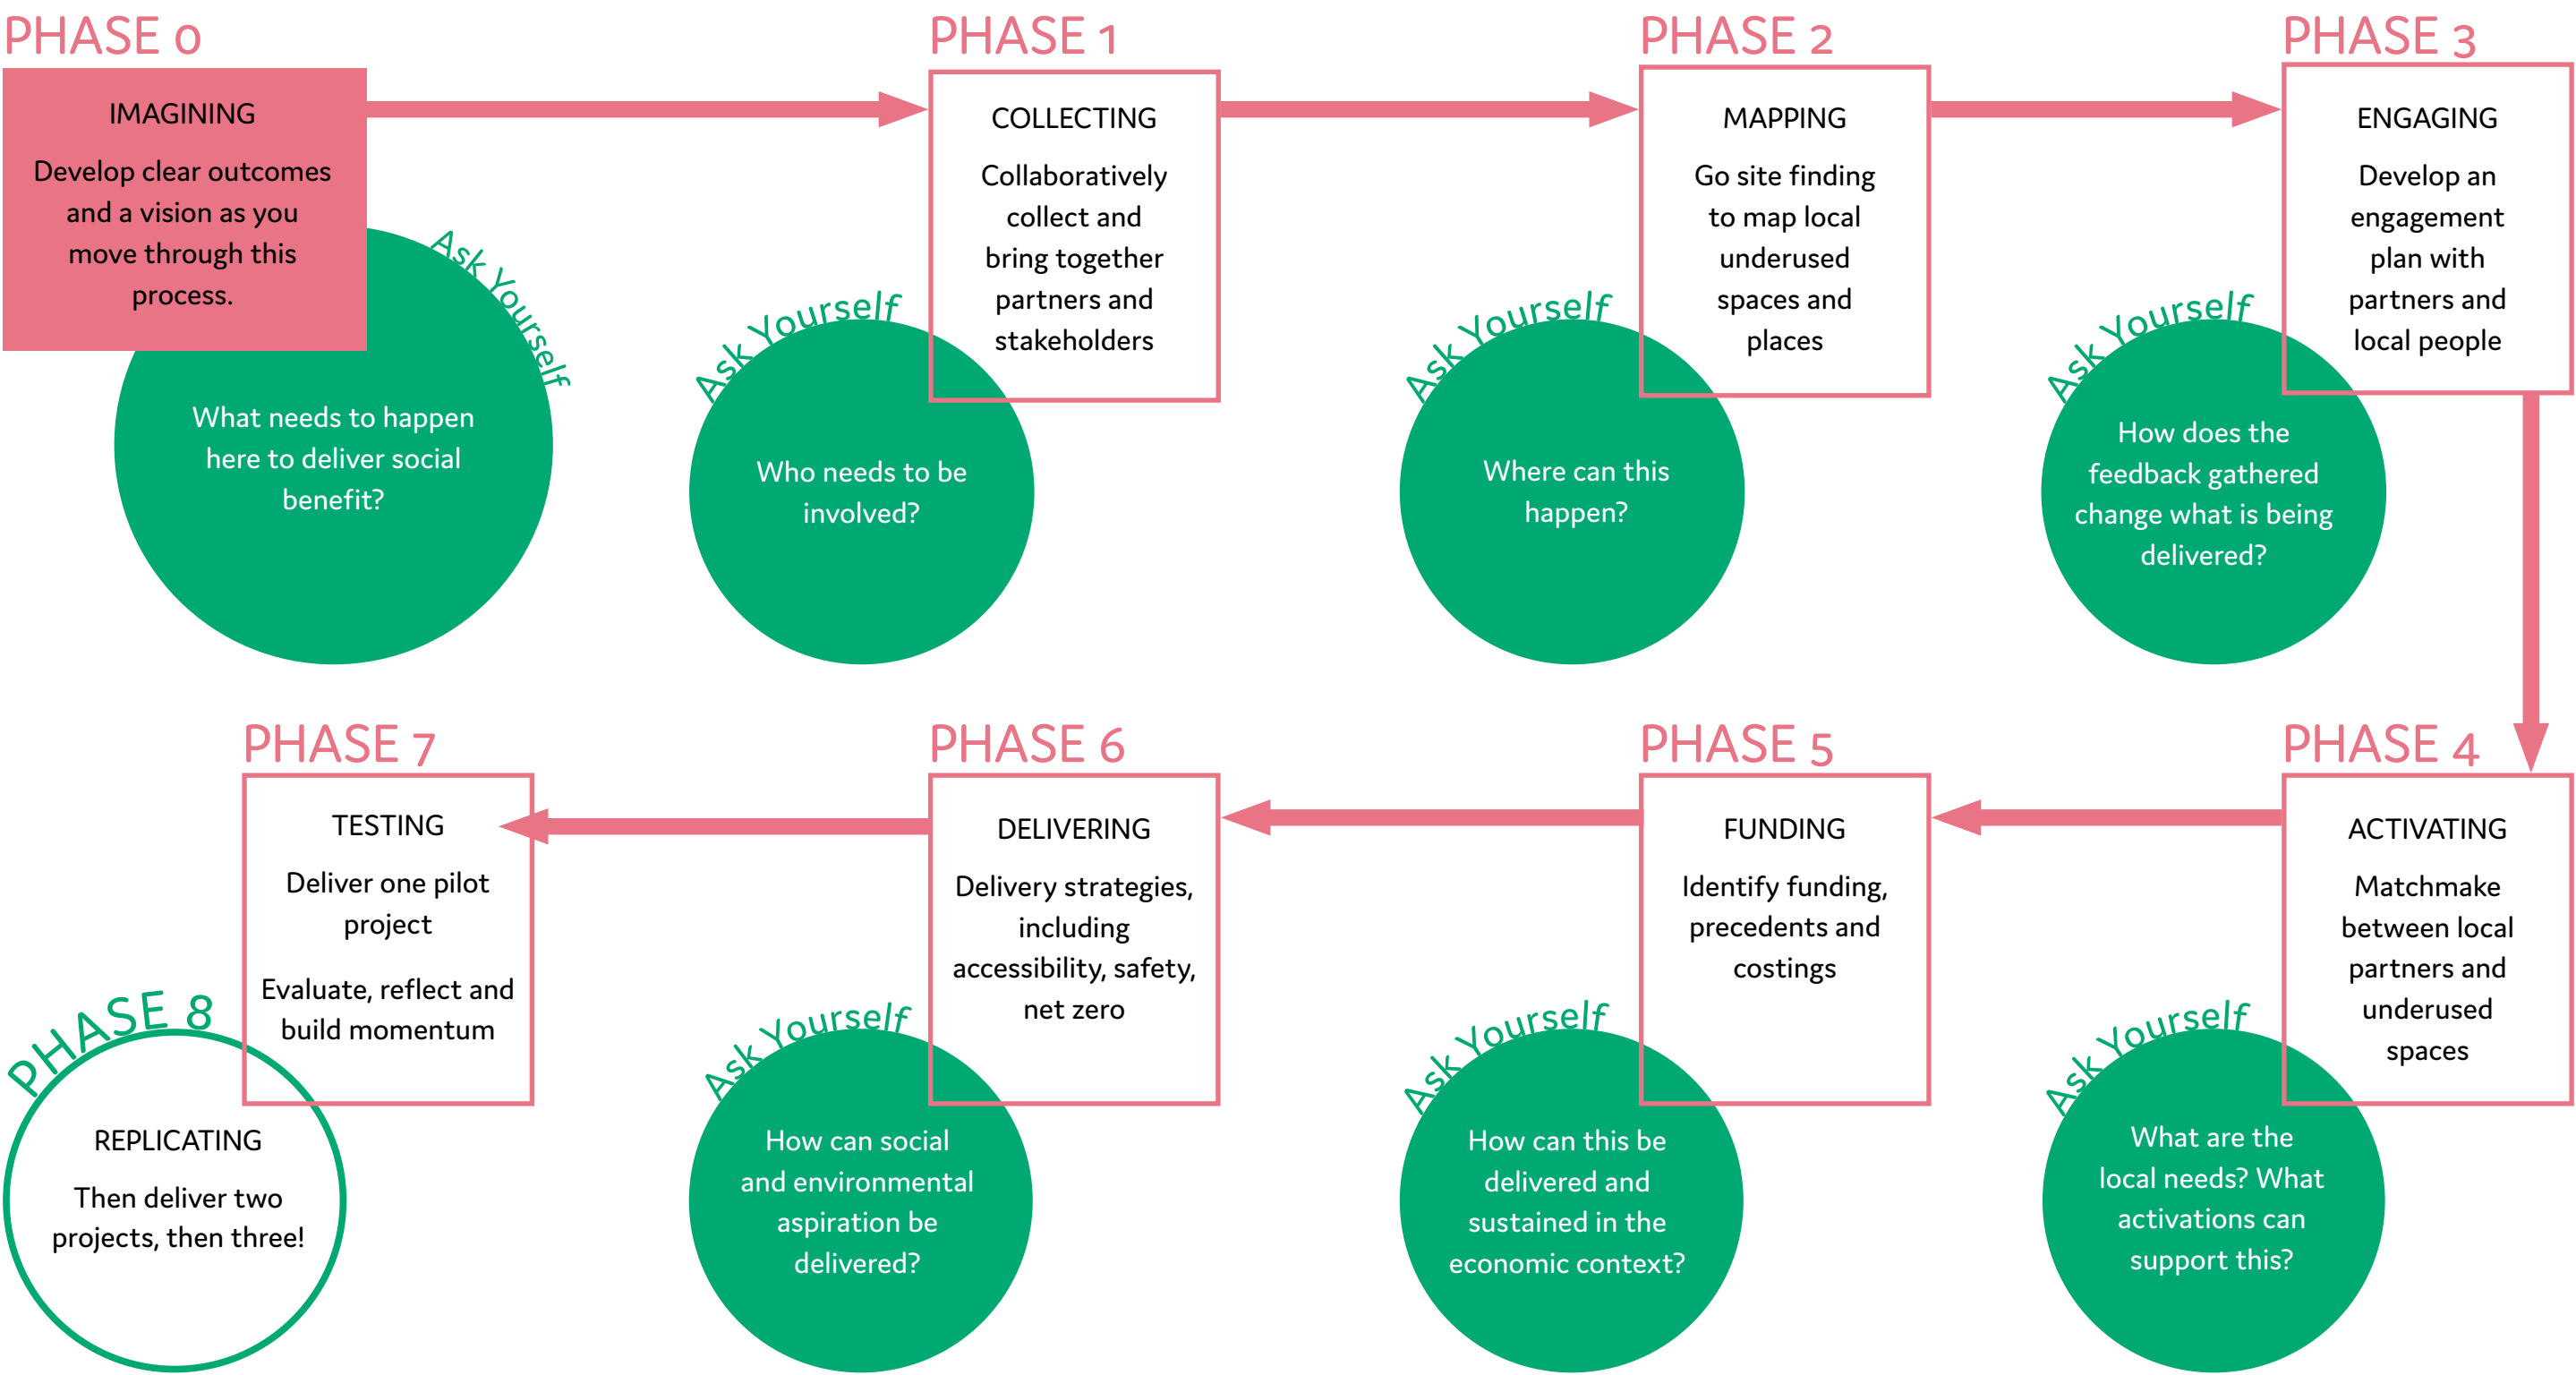 PHASE 0
IMAGINING
Develop clear outcomes
and a vision as you
move through this
process.
Ask Yourself
What needs to happen
here to deliver social
benefit?
PHASE 1
COLLECTING
Collaboratively
collect and
bring together
partners and
stakeholders
Ask Yourself
Who needs to be
involved?
PHASE 2
MAPPING
Go site finding
to map local
underused
spaces and
places
Ask Yourself
Where can this
happen?
PHASE 3
ENGAGING
Develop an
engagement
plan with
partners and
local people
Ask Yourself
How does the
feedback gathered
change what is being
delivered?
PHASE 4
ACTIVATING
Matchmake
between local
partners and
underused
spaces
Ask Yourself
What are the
local needs? What
activations can
support this?
PHASE 5
FUNDING
Identify funding,
precedents and
costings
Ask Yourself
How can this be
delivered and
sustained in the
economic context?
PHASE 6
DELIVERING
Delivery strategies,
including
accessibility, safety,
net zero
Ask Yourself
How can social
and environmental
aspiration be
delivered?
PHASE 7
TESTING
Deliver one pilot
project
Evaluate, reflect and
build momentum
PHASE 8
REPLICATING
Then deliver two
projects, then three!